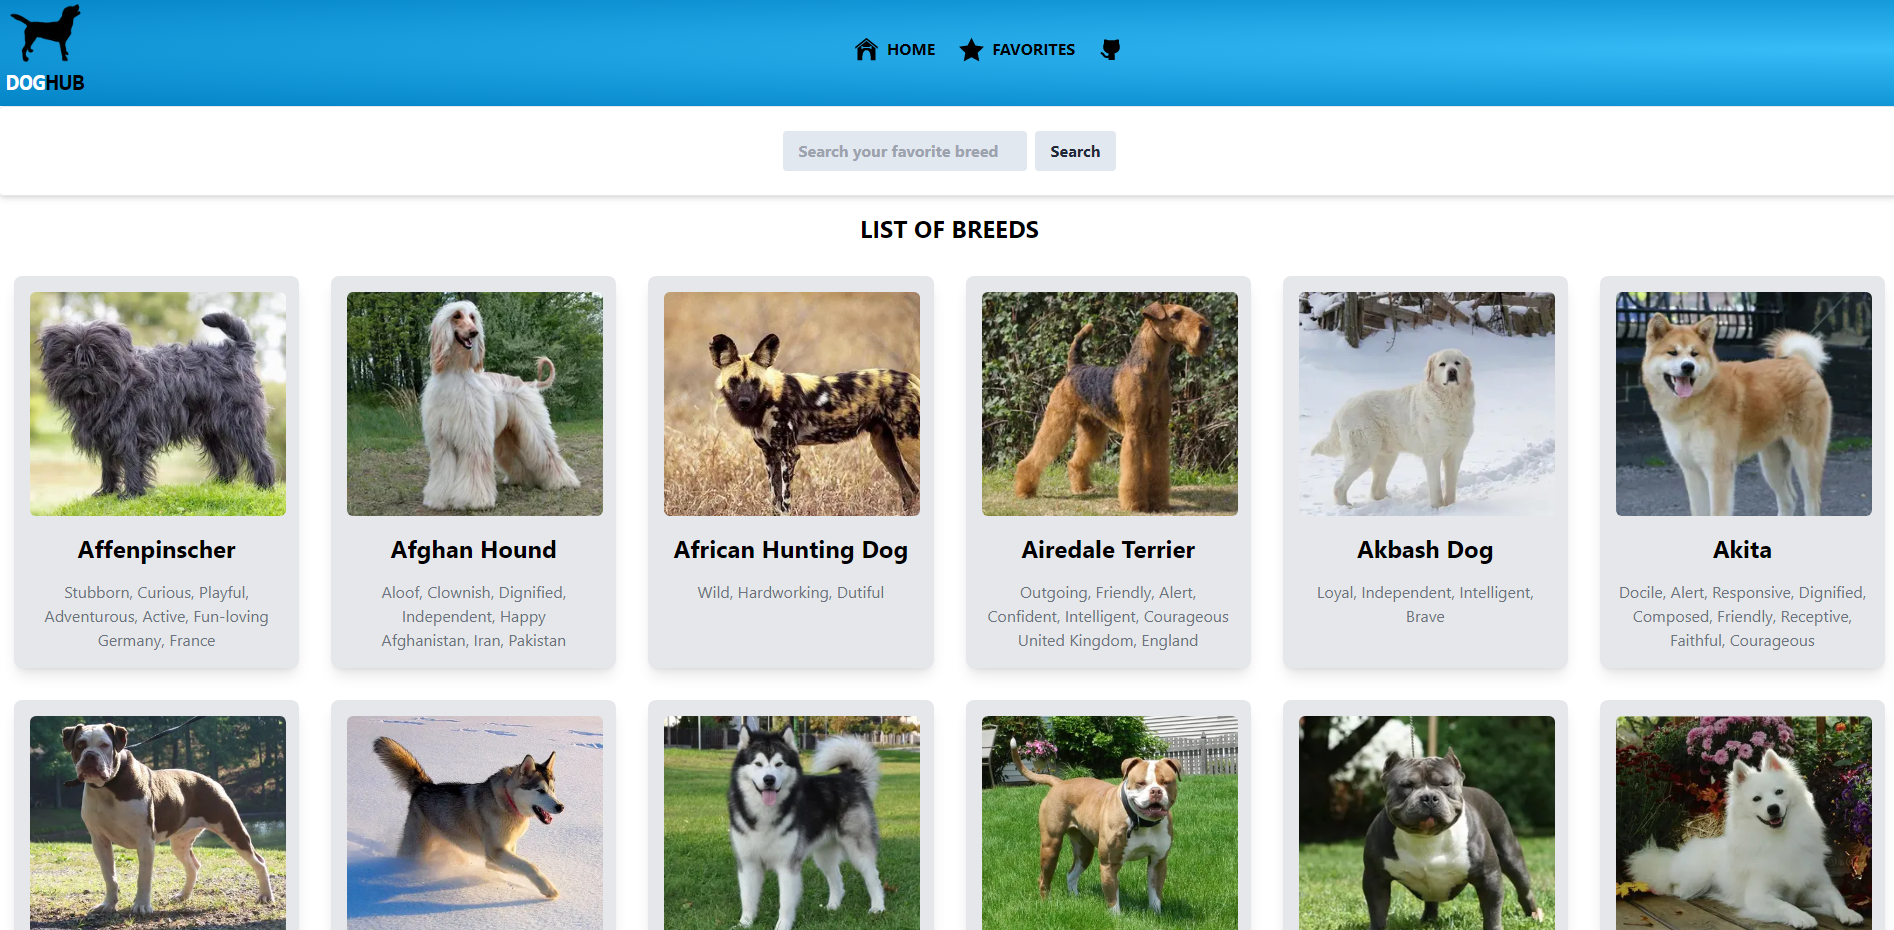 DOGHUB
HOME
FAVORITES
Search your favorite breed
Search
LIST OF BREEDS
Affenpinscher
Stubborn, Curious, Playful,
Adventurous, Active, Fun-loving
Germany, France
Afghan Hound
Aloof, Clownish, Dignified,
Independent, Happy
Afghanistan, Iran, Pakistan
African Hunting Dog
Wild, Hardworking, Dutiful
Airedale Terrier
Outgoing, Friendly, Alert,
Confident, Intelligent, Courageous
United Kingdom, England
Akbash Dog
Loyal, Independent, Intelligent,
Brave
Akita
Docile, Alert, Responsive, Dignified,
Composed, Friendly, Receptive,
Faithful, Courageous